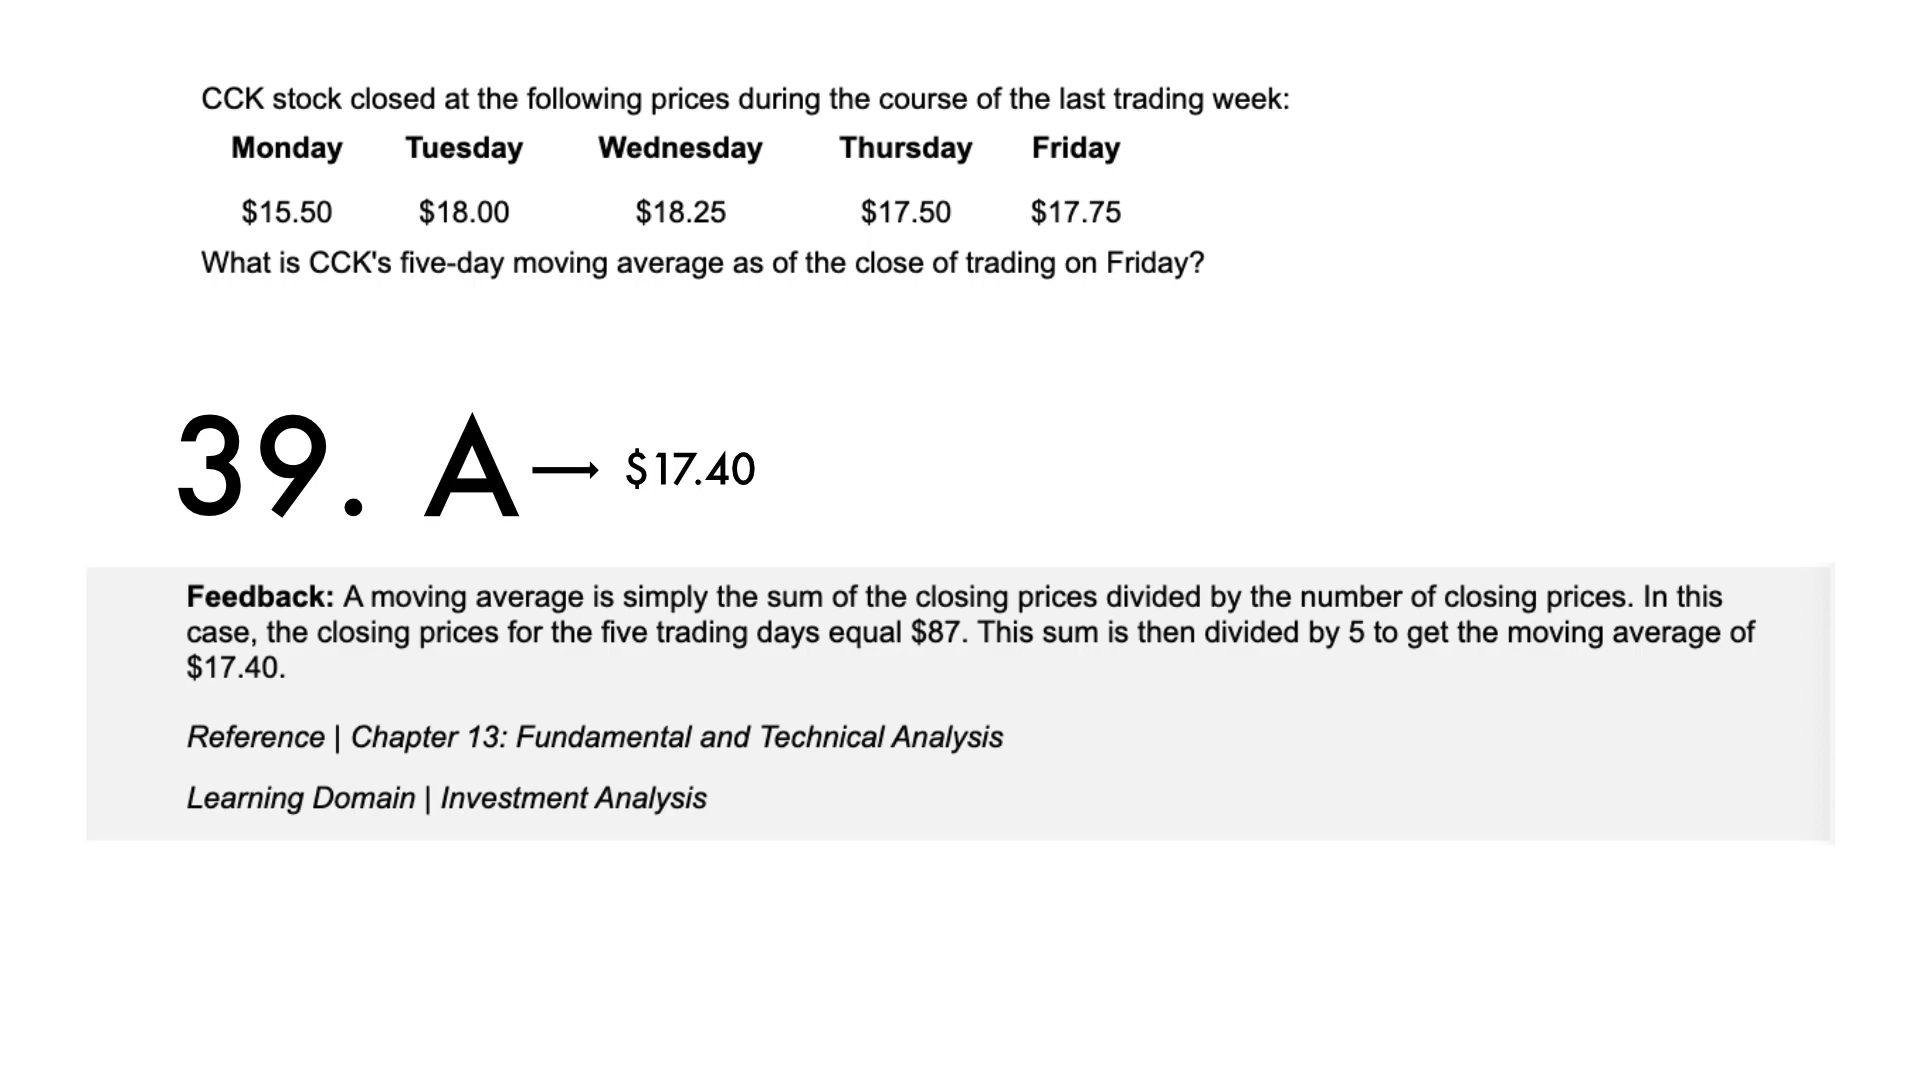 CCK stock closed at the following prices during the course of the last trading week:
Monday Tuesday Wednesday Thursday Friday
$15.50 $18.00 $18.25 $17.50 $17.75
What is CCK's five-day moving average as of the close of trading on Friday?
39. A → $17.40
Feedback: A moving average is simply the sum of the closing prices divided by the number of closing prices. In this
case, the closing prices for the five trading days equal $87. This sum is then divided by 5 to get the moving average of
$17.40.
Reference | Chapter 13: Fundamental and Technical Analysis
Learning Domain | Investment Analysis